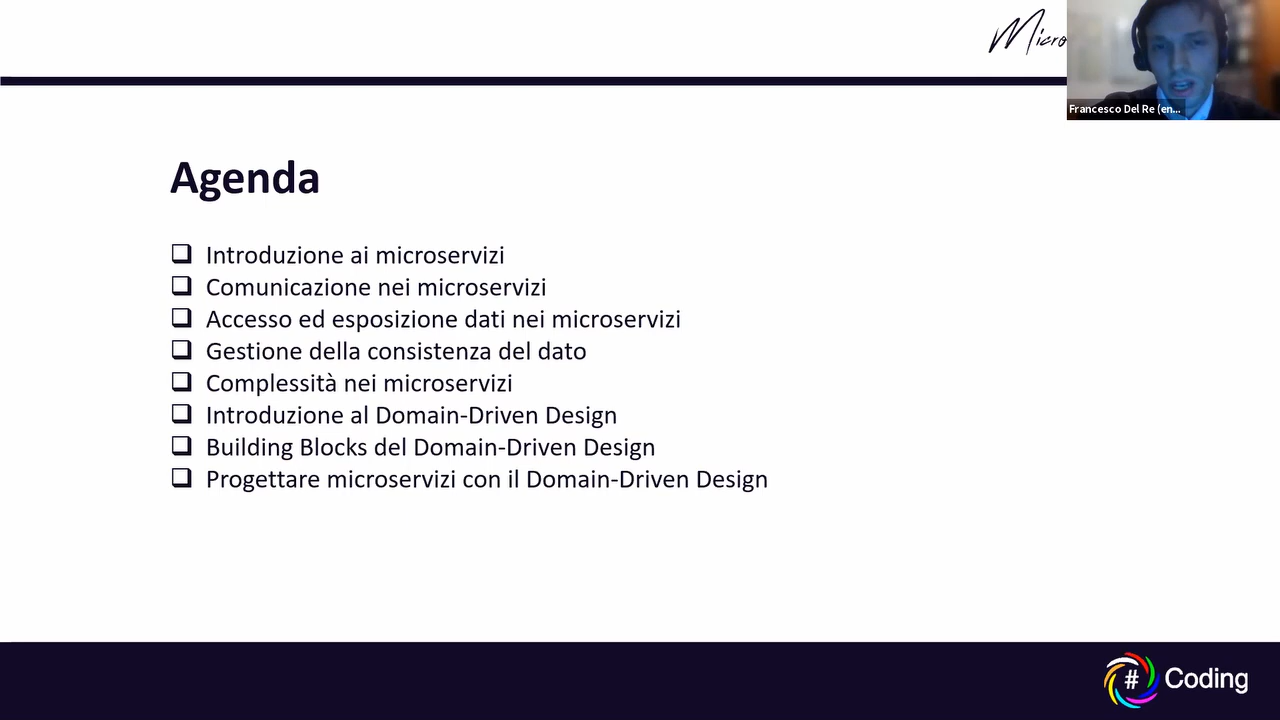 Micro
Francesco Del Re (en...
Agenda
Introduzione ai microservizi
Comunicazione nei microservizi
Accesso ed esposizione dati nei microservizi
Gestione della consistenza del dato
Complessità nei microservizi
Introduzione al Domain-Driven Design
Building Blocks del Domain-Driven Design
Progettare microservizi con il Domain-Driven Design
# Coding